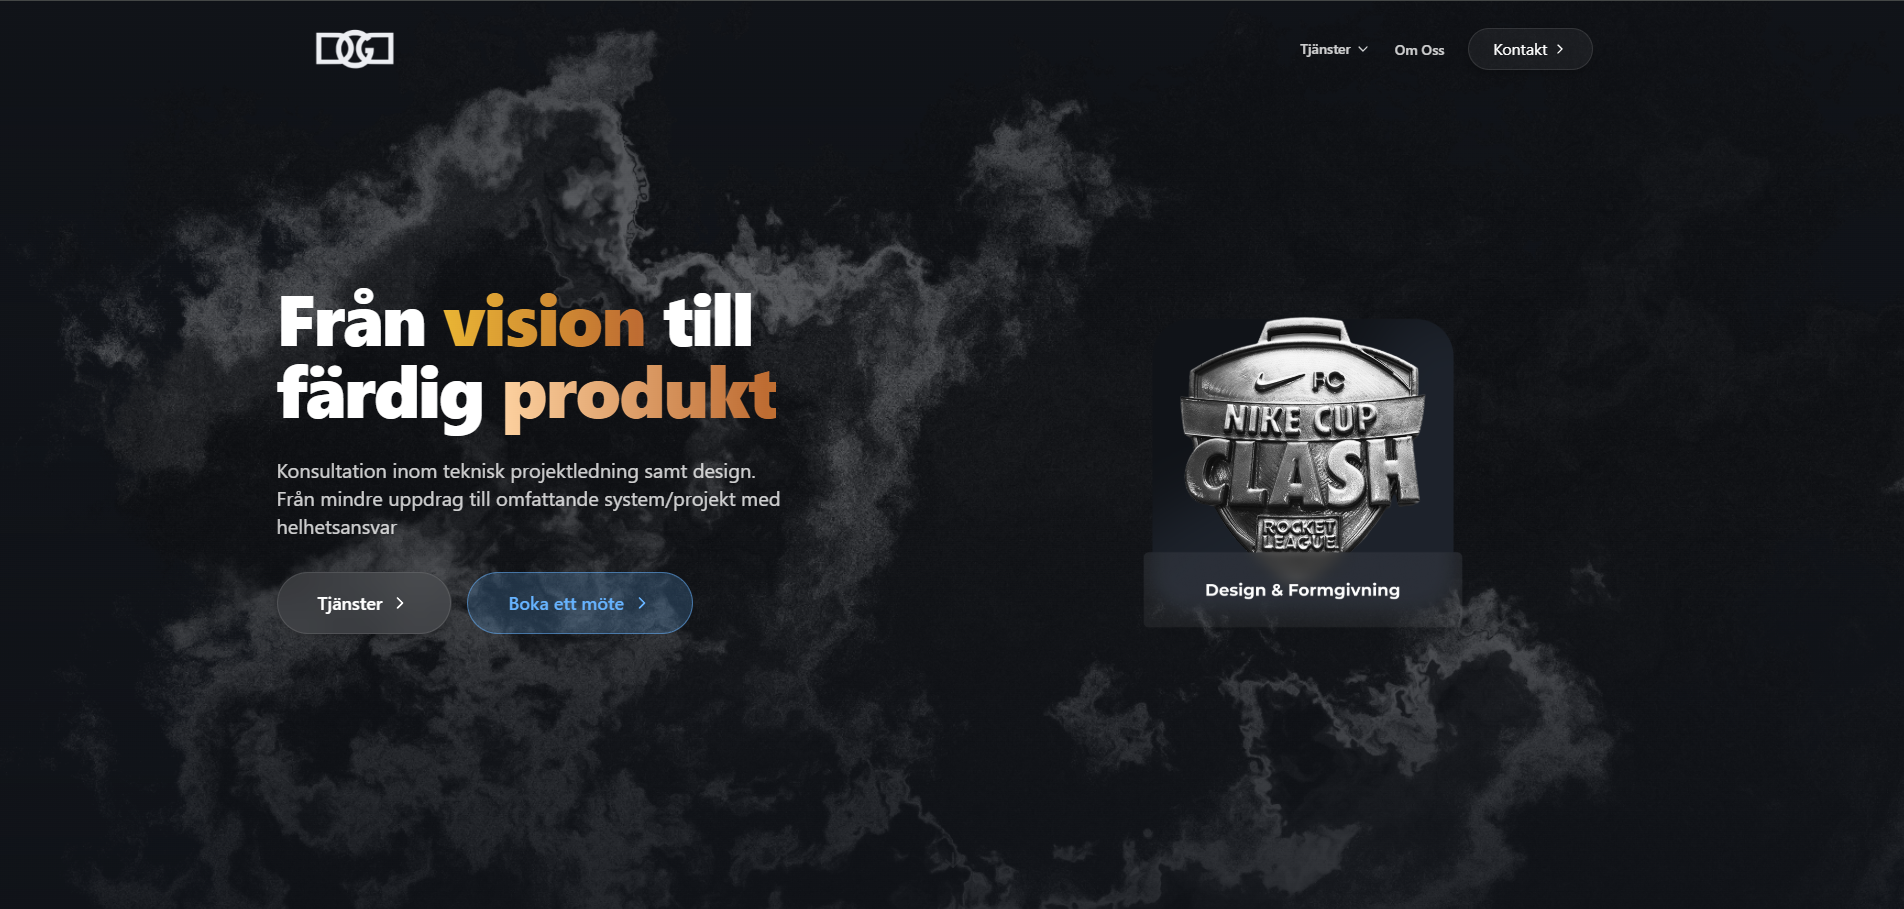 DGD
Tjänster
Om Oss
Kontakt
Från vision till
färdig produkt
Konsultation inom teknisk projektledning samt design.
Från mindre uppdrag till omfattande system/projekt med
helhetsansvar
Tjänster
Boka ett möte
FC
NIKE CUP
CLASH
ROCKET
LEAGUE
Design & Formgivning